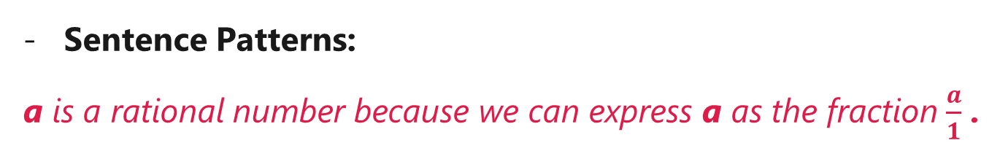 - Sentence Patterns:
a is a rational number because we can express a as the fraction a/1 .